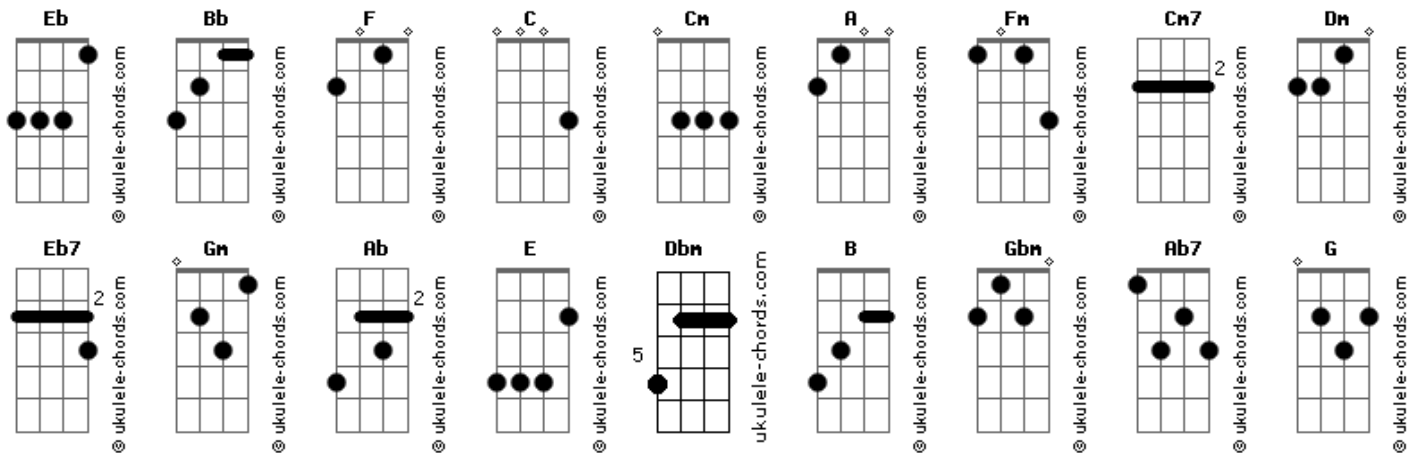 Eb Bb F C Cm A Fm Cm7 Dm
2
© ukulele-chords.com © ukulele-chords.com © ukulele-chords.com © ukulele-chords.com © ukulele-chords.com © ukulele-chords.com © ukulele-chords.com © ukulele-chords.com © ukulele-chords.com
Eb7 Gm Ab E Dbm B Gbm Ab7 G
2 2
5
© ukulele-chords.com © ukulele-chords.com © ukulele-chords.com © ukulele-chords.com ukulele-chords.com © ukulele-chords.com © ukulele-chords.com © ukulele-chords.com © ukulele-chords.com